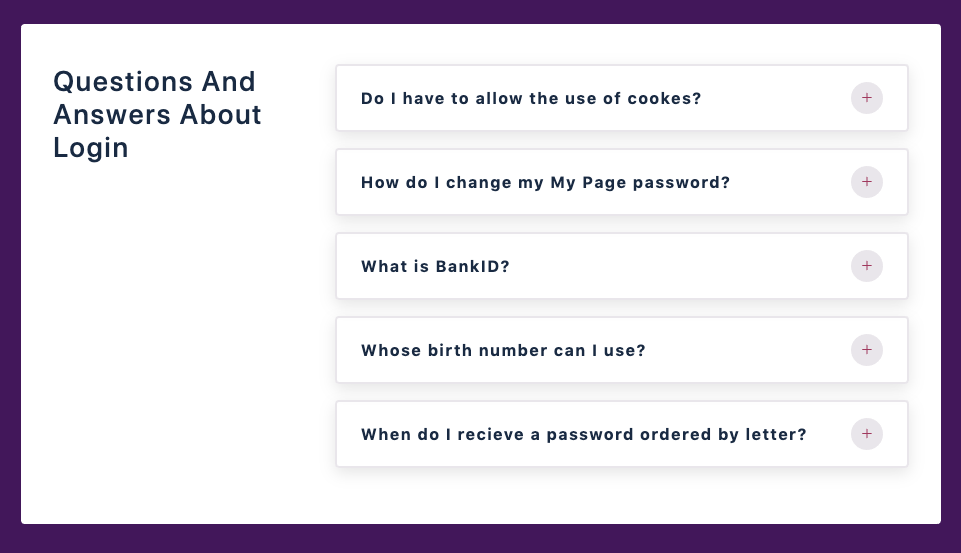 Questions And
Answers About
Login
Do I have to allow the use of cookes?
+
How do I change my My Page password?
+
What is BankID?
+
Whose birth number can I use?
+
When do I recieve a password ordered by letter?
+